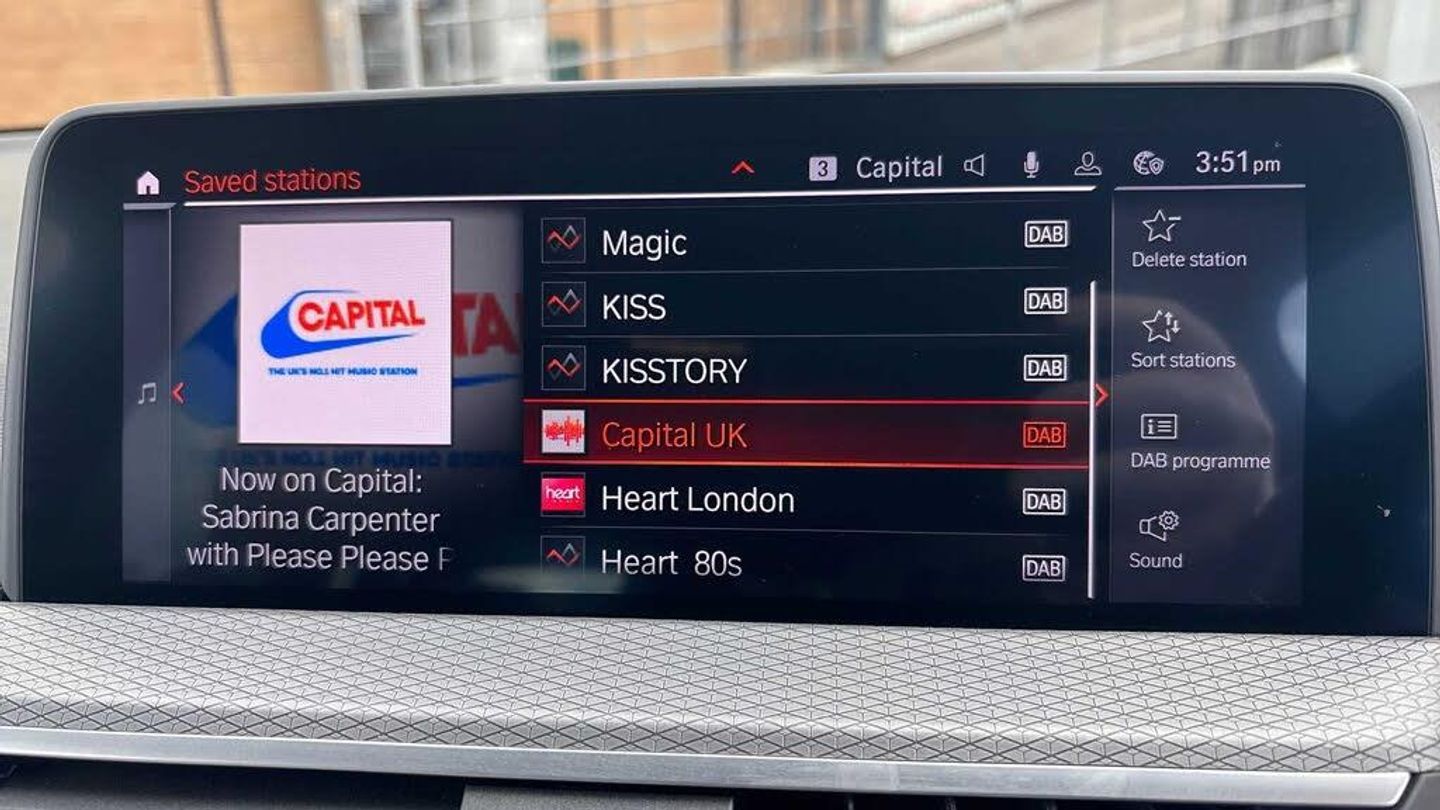 Saved stations
3 Capital
3:51pm
CAPITAL
THE UK'S NO.1 HIT MUSIC STATION
Now on Capital:
Sabrina Carpenter
with Please Please
Magic DAB
KISS DAB
KISSTORY DAB
Capital UK DAB
heart Heart London DAB
Heart 80s DAB
Delete station
Sort stations
DAB programme
Sound